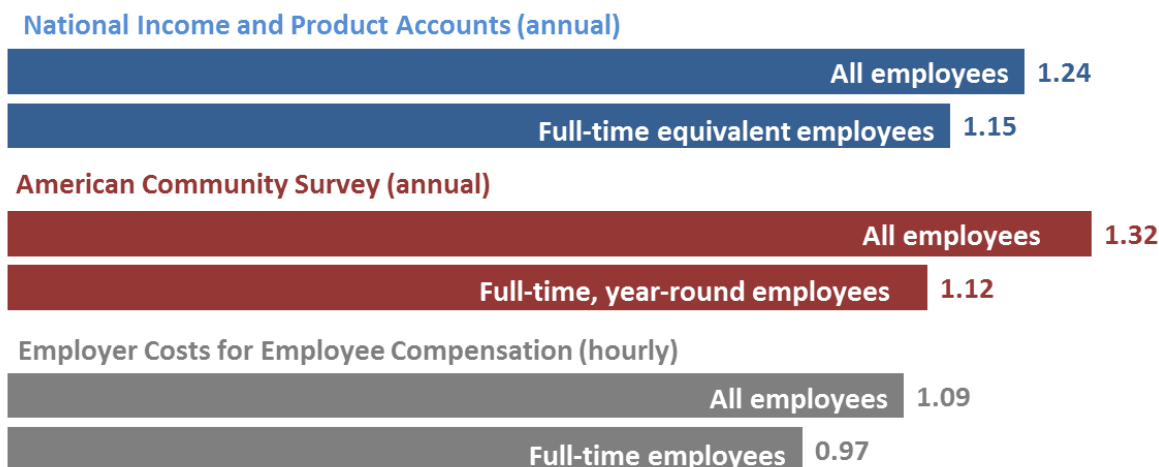 National Income and Product Accounts (annual)
All employees 1.24
Full-time equivalent employees 1.15
American Community Survey (annual)
All employees 1.32
Full-time, year-round employees 1.12
Employer Costs for Employee Compensation (hourly)
All employees 1.09
Full-time employees 0.97